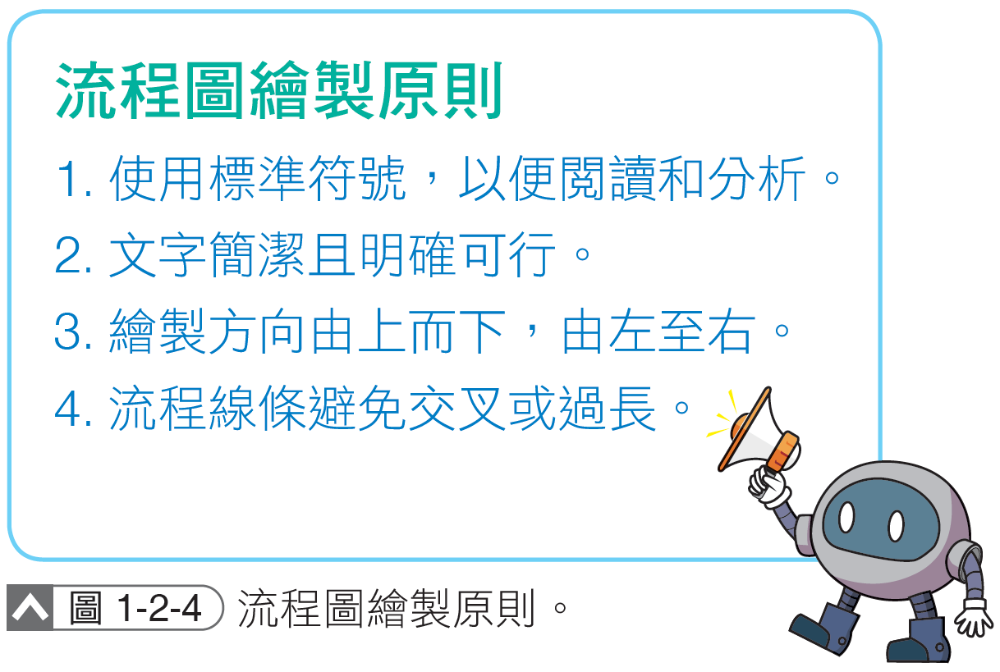 流程圖繪製原則
1. 使用標準符號，以便閱讀和分析。
2. 文字簡潔且明確可行。
3. 繪製方向由上而下，由左至右。
4. 流程線條避免交叉或過長。
圖 1-2-4 流程圖繪製原則。